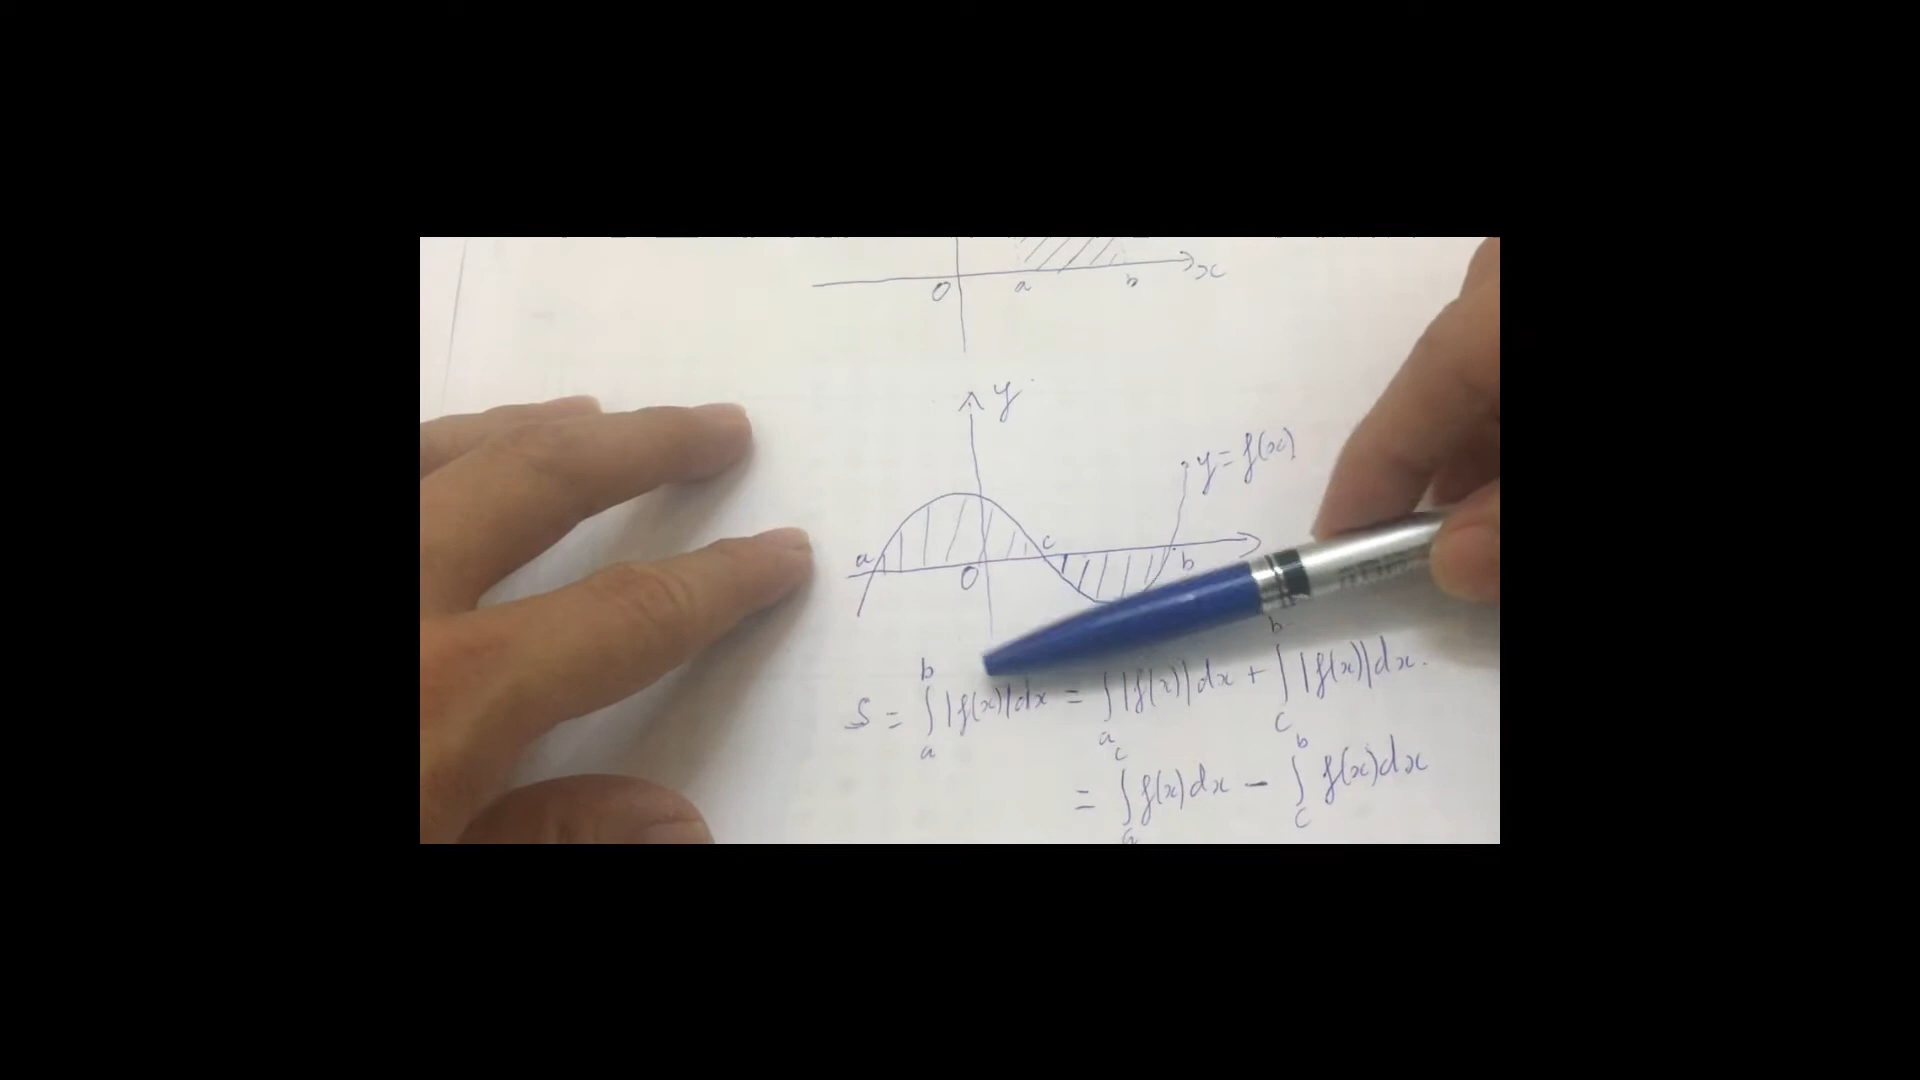 O a b x
y
y = f(x)
a c b
O
S = ∫_a^b |f(x)| dx = ∫_a |f(x)| dx + ∫_c^b |f(x)| dx.
= ∫_a^c f(x) dx - ∫_c^b f(x) dx